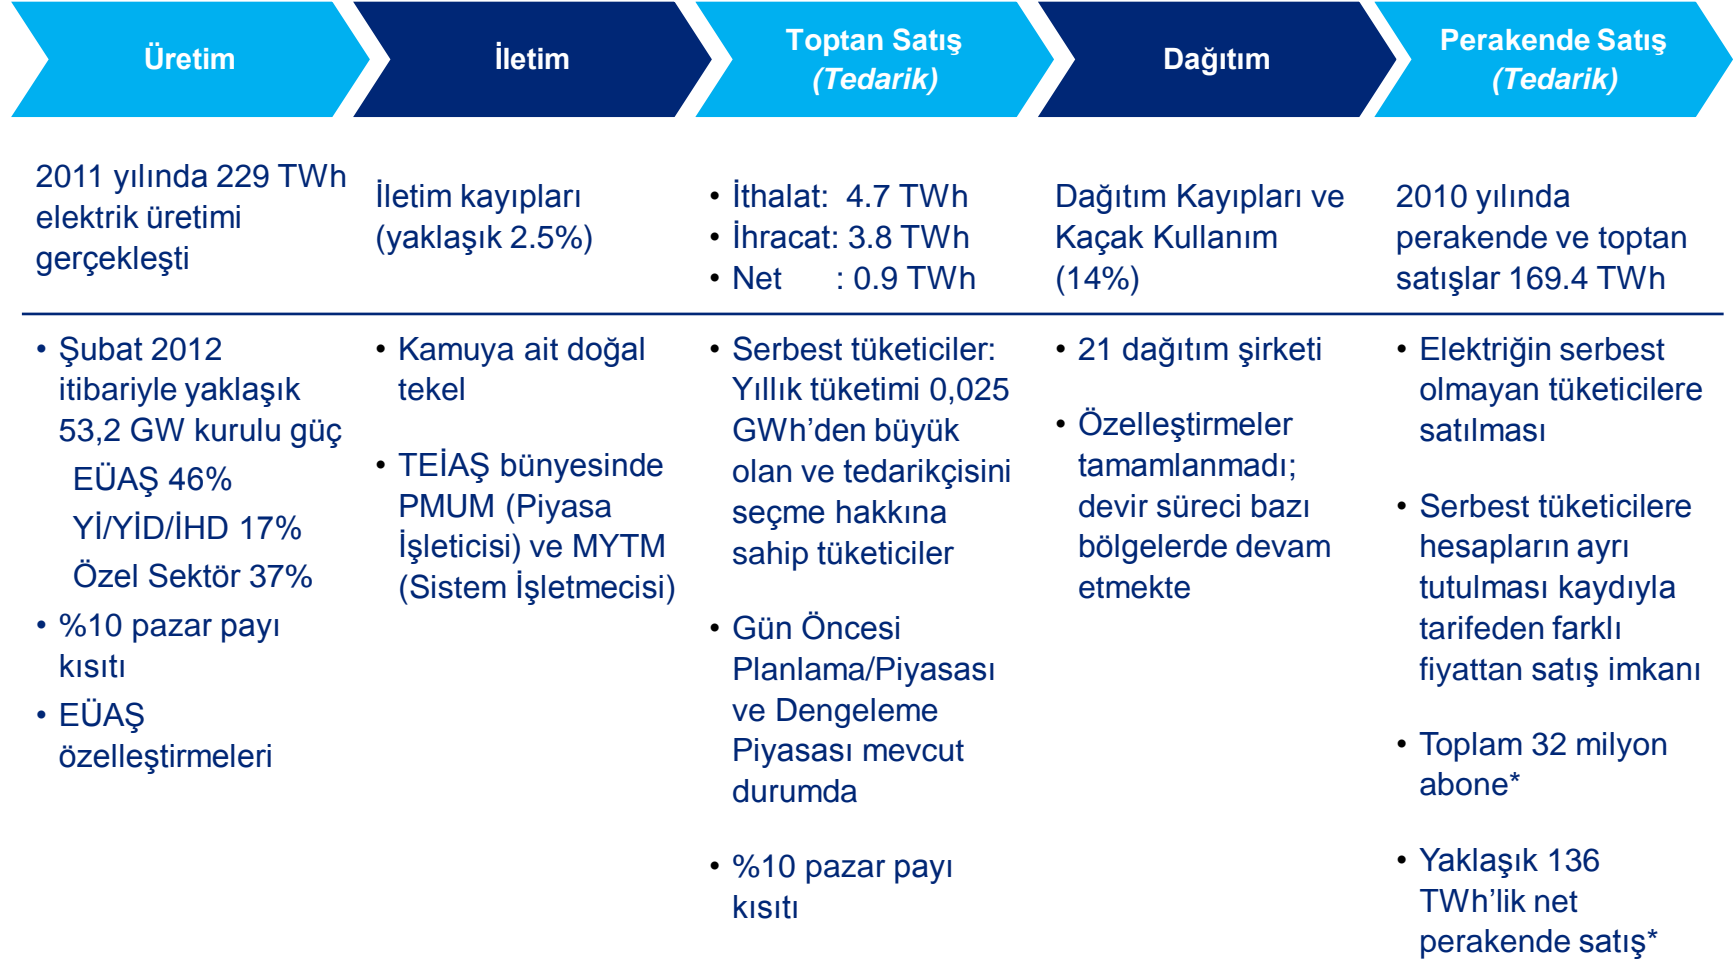 Üretim
İletim
Toptan Satış
(Tedarik)
Dağıtım
Perakende Satış
(Tedarik)
2011 yılında 229 TWh
elektrik üretimi
gerçekleşti
İletim kayıpları
(yaklaşık 2.5%)
• İthalat: 4.7 TWh
• İhracat: 3.8 TWh
• Net : 0.9 TWh
Dağıtım Kayıpları ve
Kaçak Kullanım
(14%)
2010 yılında
perakende ve toptan
satışlar 169.4 TWh
• Şubat 2012
itibariyle yaklaşık
53,2 GW kurulu güç
EÜAŞ 46%
Yİ/YİD/İHD 17%
Özel Sektör 37%
• %10 pazar payı
kısıtı
• EÜAŞ
özelleştirmeleri
• Kamuya ait doğal
tekel
• TEİAŞ bünyesinde
PMUM (Piyasa
İşleticisi) ve MYTM
(Sistem İşletmecisi)
• Serbest tüketiciler:
Yıllık tüketimi 0,025
GWh’den büyük
olan ve tedarikçisini
seçme hakkına
sahip tüketiciler
• Gün Öncesi
Planlama/Piyasası
ve Dengeleme
Piyasası mevcut
durumda
• %10 pazar payı
kısıtı
• 21 dağıtım şirketi
• Özelleştirmeler
tamamlanmadı;
devir süreci bazı
bölgelerde devam
etmekte
• Elektriğin serbest
olmayan tüketicilere
satılması
• Serbest tüketicilere
hesapların ayrı
tutulması kaydıyla
tarifeden farklı
fiyattan satış imkanı
• Toplam 32 milyon
abone*
• Yaklaşık 136
TWh’lik net
perakende satış*